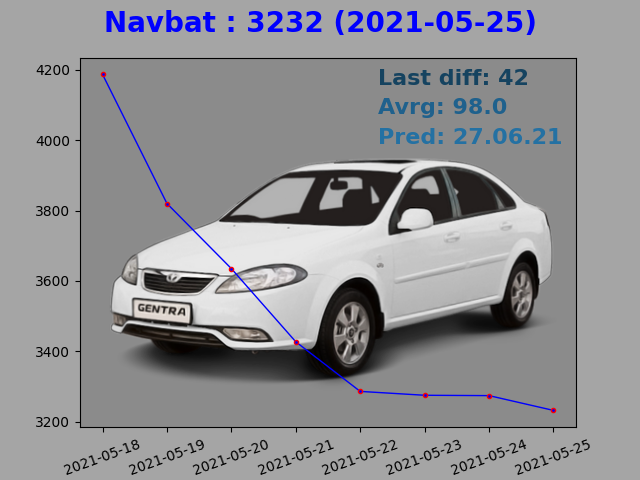 Navbat : 3232 (2021-05-25)
Last diff: 42
Avrg: 98.0
Pred: 27.06.21
4200
4000
3800
3600
3400
3200
GENTRA
2021-05-18
2021-05-19
2021-05-20
2021-05-21
2021-05-22
2021-05-23
2021-05-24
2021-05-25